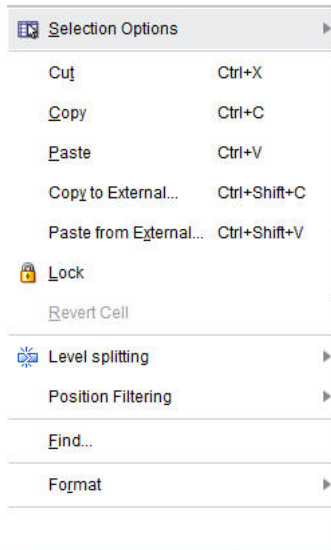 Selection Options
Cut Ctrl+X
Copy Ctrl+C
Paste Ctrl+V
Copy to External... Ctrl+Shift+C
Paste from External... Ctrl+Shift+V
Lock
Revert Cell
Level splitting
Position Filtering
Find...
Format